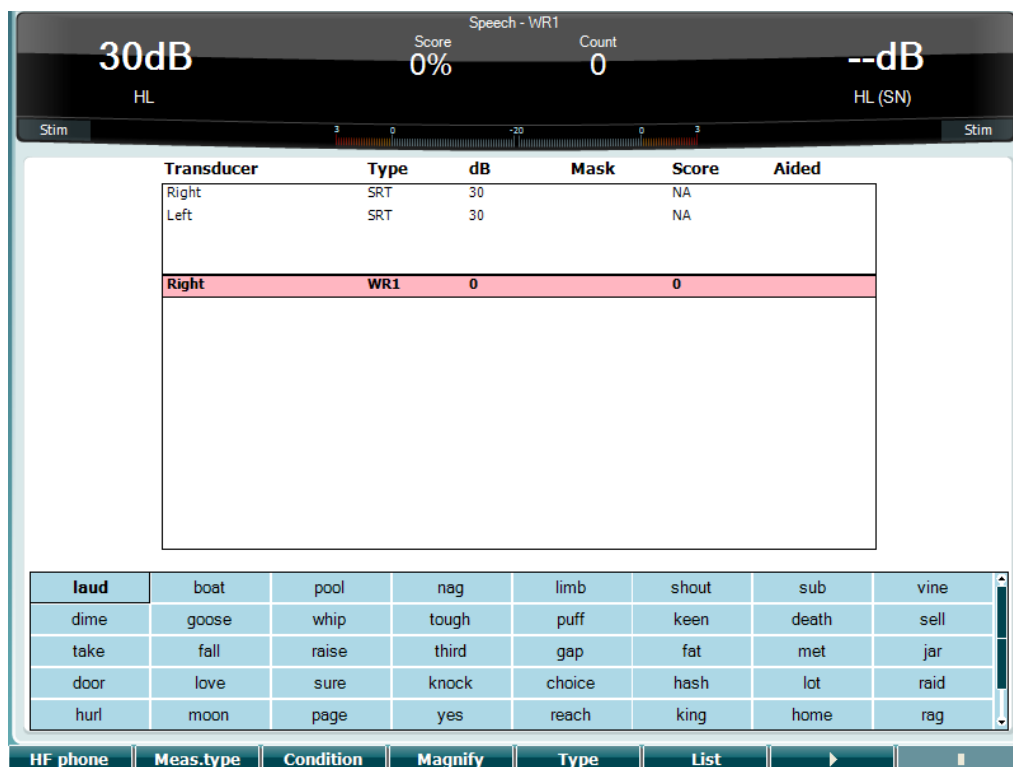 Speech - WR1
30dB Score Count --dB
0% 0
HL HL (SN)
Stim 3 0 -20 0 3 Stim
Transducer Type dB Mask Score Aided
Right SRT 30 NA
Left SRT 30 NA
Right WR1 0 0
laud boat pool nag limb shout sub vine
dime goose whip tough puff keen death sell
take fall raise third gap fat met jar
door love sure knock choice hash lot raid
hurl moon page yes reach king home rag
HF phone Meas.type Condition Magnify Type List